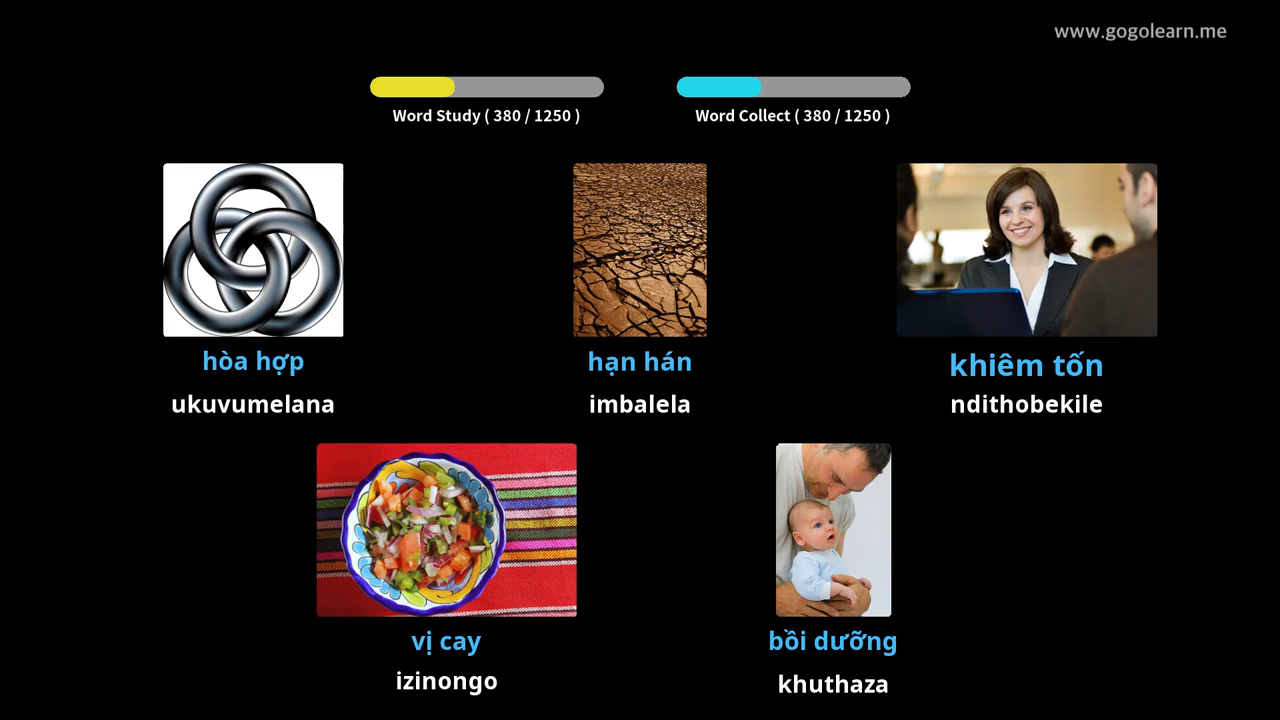 www.gogolearn.me
Word Study ( 380 / 1250 )
Word Collect ( 380 / 1250 )
hòa hợp
ukuvumelana
hạn hán
imbalela
khiêm tốn
ndithobekile
vị cay
izinongo
bồi dưỡng
khuthaza